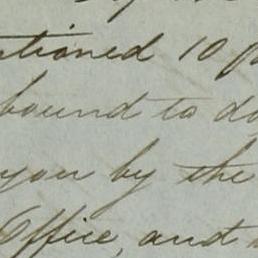 tioned 10
bound to do
you by the
Office, and